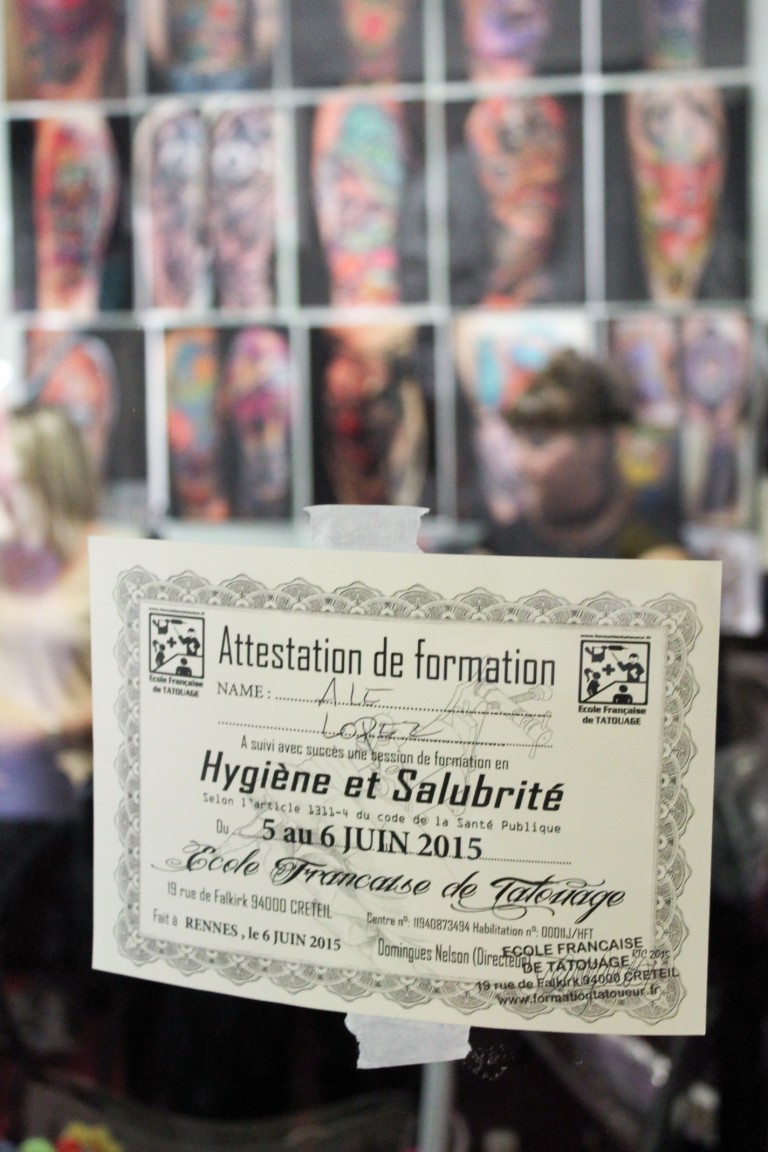 Attestation de formation
Ecole Française
de TATOUAGE
Ecole Française
de TATOUAGE
NAME : ALE
LOPEZ
A suivi avec succès une session de formation en
Hygiène et Salubrité
Selon l'article 1311-4 du code de la Santé Publique
Du 5 au 6 JUIN 2015
Ecole Francaise de Tatouage
19 rue de Falkirk 94000 CRETEIL
Centre n°: 11940873494 Habilitation n°: 00011J/HFT
Fait à RENNES, le 6 JUIN 2015
Domingues Nelson (Directeur)
ECOLE FRANCAISE
DE TATOUAGE
19 rue de Falkirk 94000 CRETEIL
www.formationtatoueur.fr